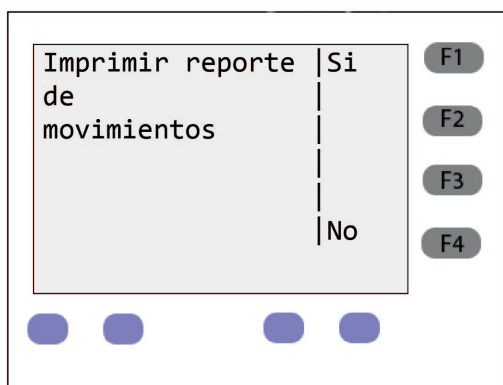 Imprimir reporte |Si
de |
movimientos |
|
|
|No
F1
F2
F3
F4